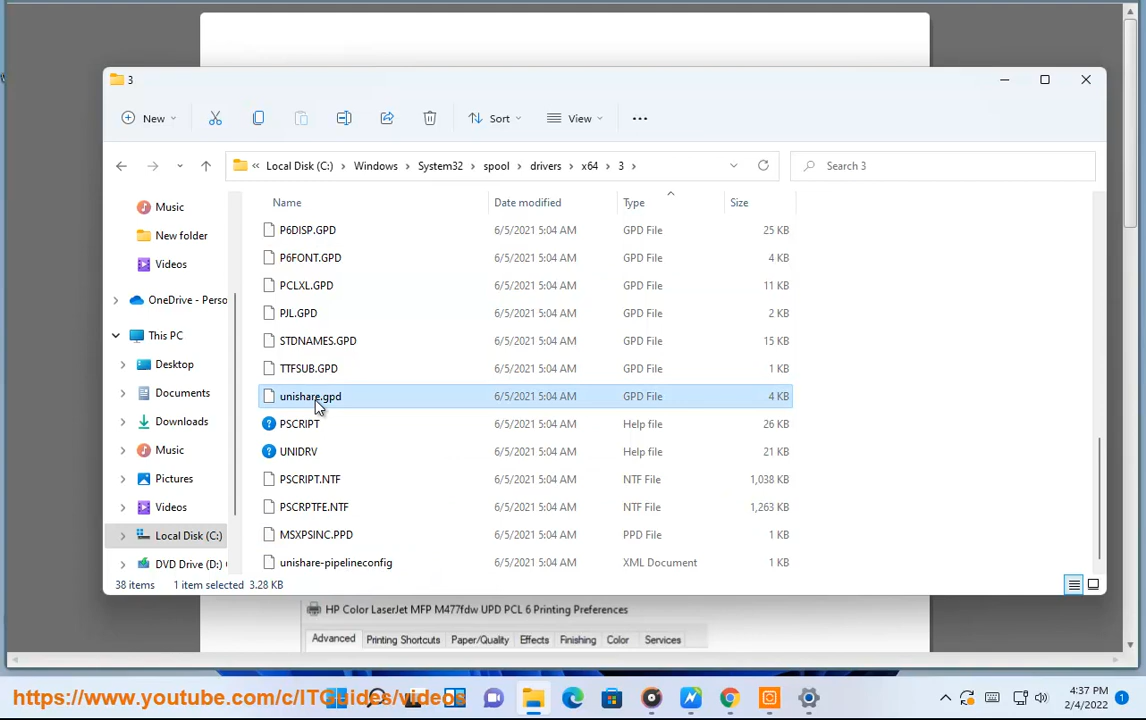 3
New
Sort
View
« Local Disk (C:) > Windows > System32 > spool > drivers > x64 > 3 >
Search 3
Music
New folder
Videos
OneDrive - Perso
This PC
Desktop
Documents
Downloads
Music
Pictures
Videos
Local Disk (C:)
DVD Drive (D:) (
Name Date modified Type Size
P6DISP.GPD 6/5/2021 5:04 AM GPD File 25 KB
P6FONT.GPD 6/5/2021 5:04 AM GPD File 4 KB
PCLXL.GPD 6/5/2021 5:04 AM GPD File 11 KB
PJL.GPD 6/5/2021 5:04 AM GPD File 2 KB
STDNAMES.GPD 6/5/2021 5:04 AM GPD File 15 KB
TTFSUB.GPD 6/5/2021 5:04 AM GPD File 1 KB
unishare.gpd 6/5/2021 5:04 AM GPD File 4 KB
PSCRIPT 6/5/2021 5:04 AM Help file 26 KB
UNIDRV 6/5/2021 5:04 AM Help file 21 KB
PSCRIPT.NTF 6/5/2021 5:04 AM NTF File 1,038 KB
PSCRPTFE.NTF 6/5/2021 5:04 AM NTF File 1,263 KB
MSXPSINC.PPD 6/5/2021 5:04 AM PPD File 1 KB
unishare-pipelineconfig 6/5/2021 5:04 AM XML Document 1 KB
38 items 1 item selected 3.28 KB
HP Color LaserJet MFP M477fdw UPD PCL 6 Printing Preferences
Advanced Printing Shortcuts Paper/Quality Effects Finishing Color Services
https://www.youtube.com/c/ITGuides/videos
4:37 PM
2/4/2022
1